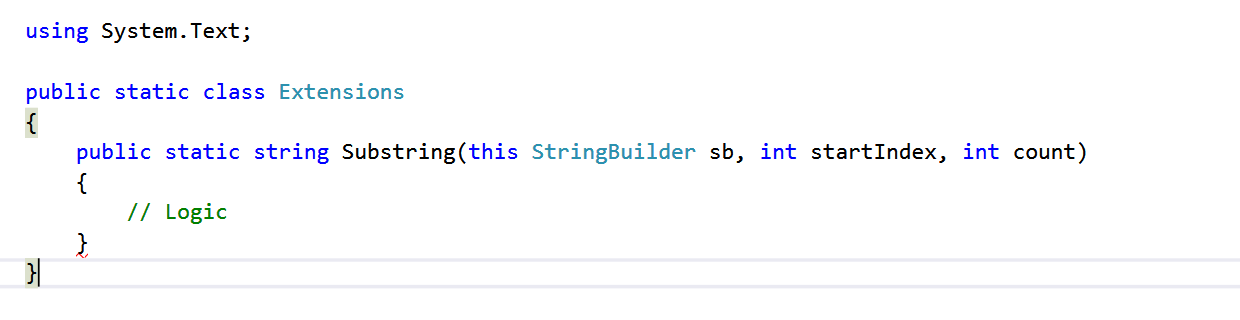 using System.Text;
public static class Extensions
{
public static string Substring(this StringBuilder sb, int startIndex, int count)
{
// Logic
}
}